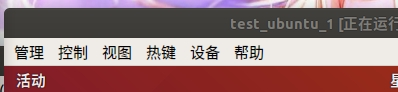 test_ubuntu_1 [正在运行
管理 控制 视图 热键 设备 帮助
活动